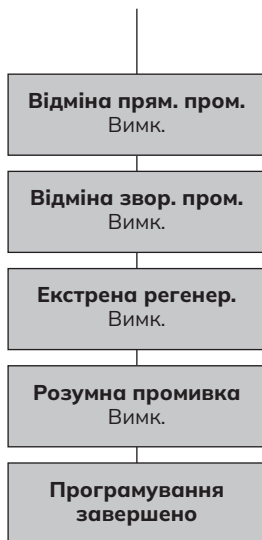 Відміна прям. пром.
Вимк.
Відміна звор. пром.
Вимк.
Екстрена регенер.
Вимк.
Розумна промивка
Вимк.
Програмування
завершено